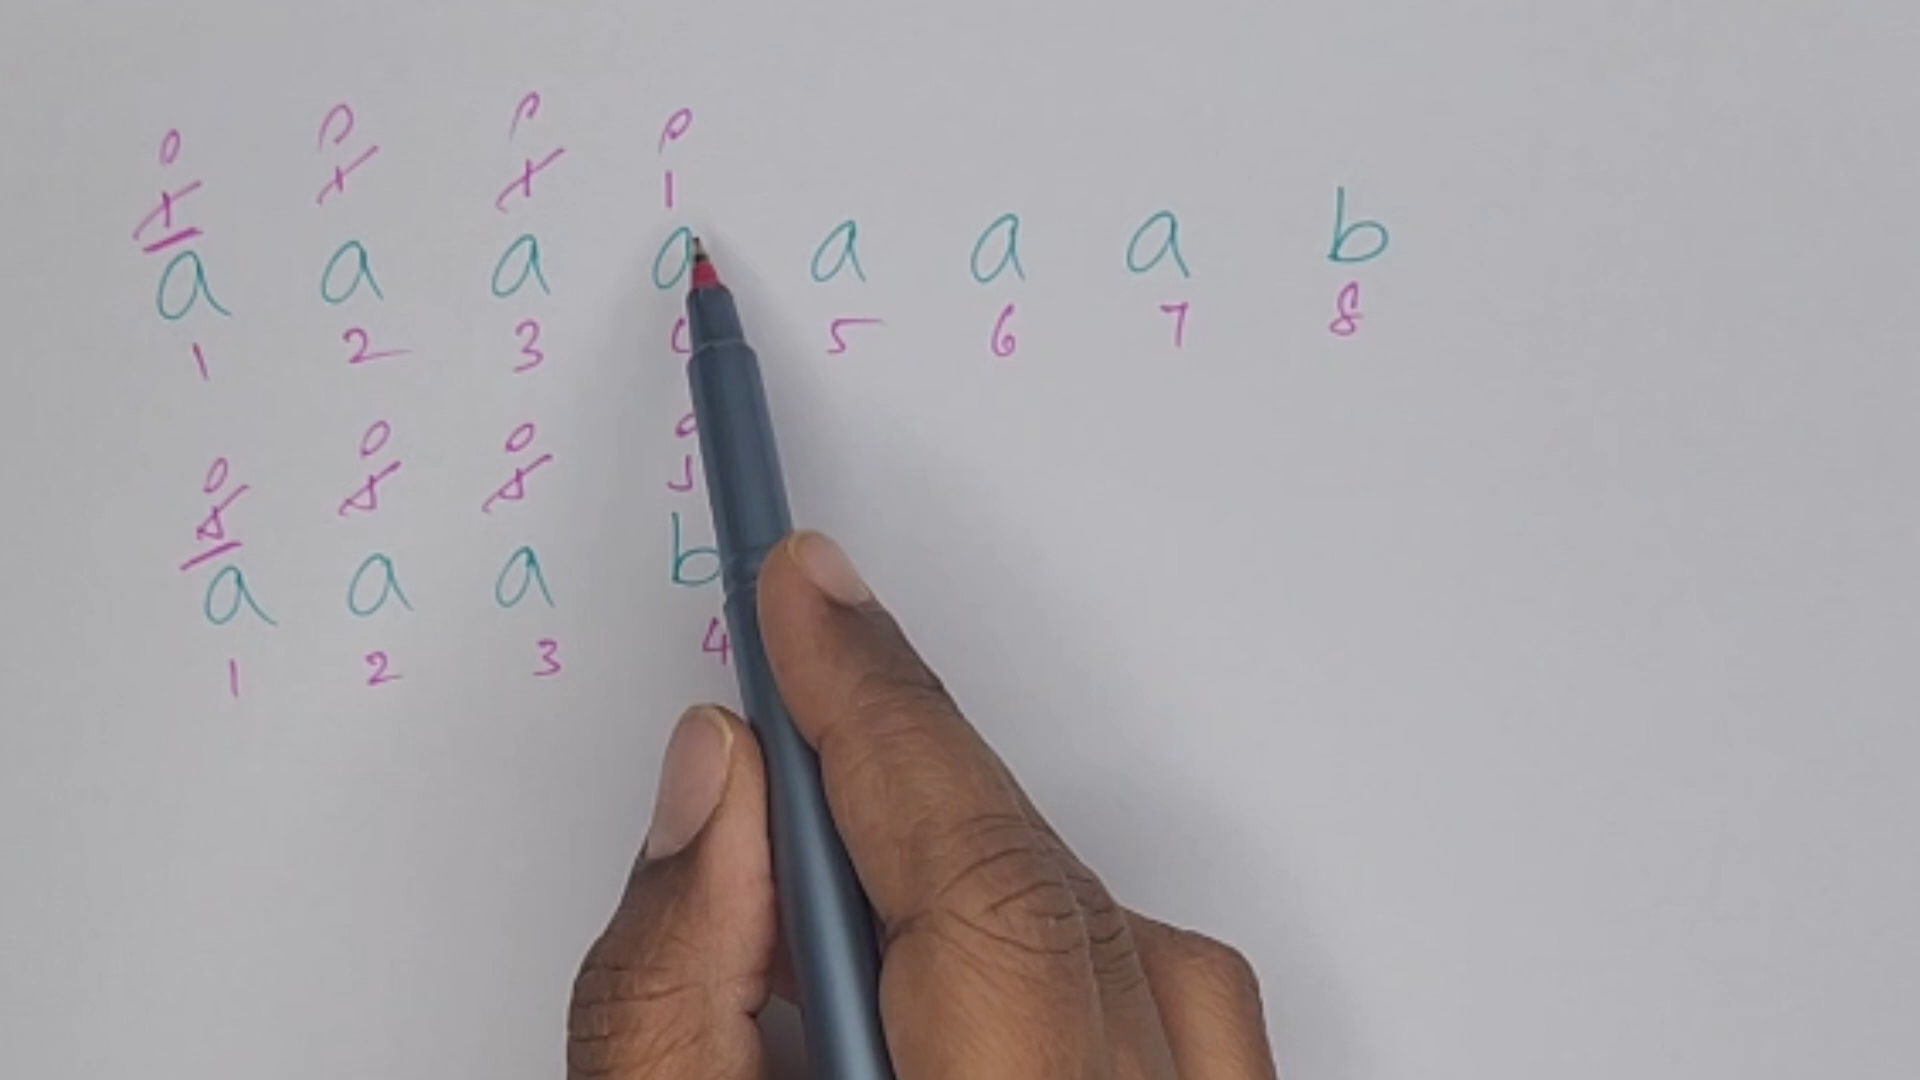 p p p p
i i i i
a a a a a a a b
1 2 3 5 6 7 8
p p p
j j j
a a a b
1 2 3 4